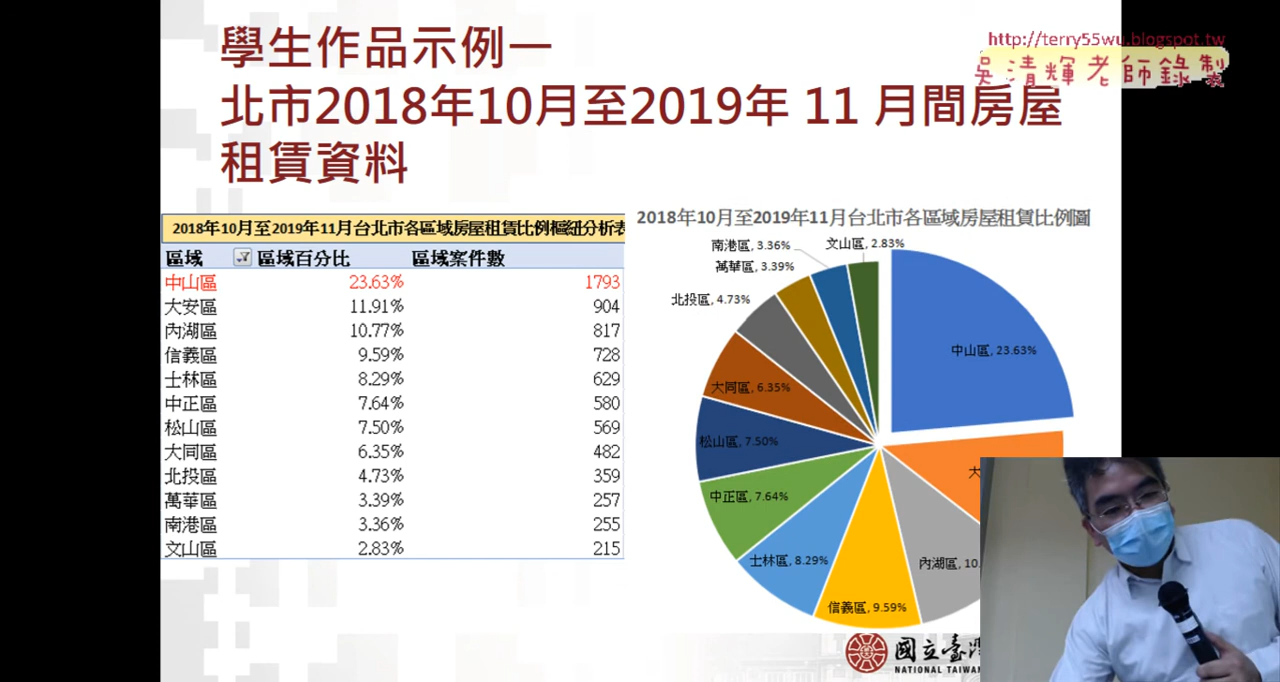 學生作品示例一
北市2018年10月至2019年 11 月間房屋
租賃資料
http://terry55wu.blogspot.tw
吳清輝老師錄製
2018年10月至2019年11月台北市各區域房屋租賃比例樞紐分析表
區域 區域百分比 區域案件數
中山區 23.63% 1793
大安區 11.91% 904
內湖區 10.77% 817
信義區 9.59% 728
士林區 8.29% 629
中正區 7.64% 580
松山區 7.50% 569
大同區 6.35% 482
北投區 4.73% 359
萬華區 3.39% 257
南港區 3.36% 255
文山區 2.83% 215
2018年10月至2019年11月台北市各區域房屋租賃比例圖
南港區, 3.36%
文山區, 2.83%
萬華區, 3.39%
北投區, 4.73%
中山區, 23.63%
大同區, 6.35%
松山區, 7.50%
大
中正區, 7.64%
士林區, 8.29%
內湖區, 10.
信義區, 9.59%
國立臺灣
NATIONAL TAIWAN